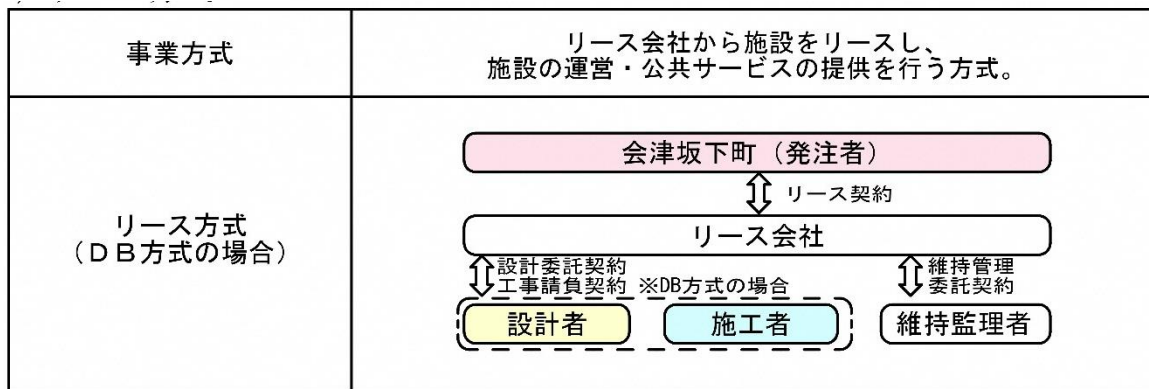 事業方式
リース会社から施設をリースし、
施設の運営・公共サービスの提供を行う方式。
リース方式
(DB方式の場合)
会津坂下町(発注者)
リース契約
リース会社
設計委託契約
工事請負契約 ※DB方式の場合
維持管理
委託契約
設計者
施工者
維持監理者